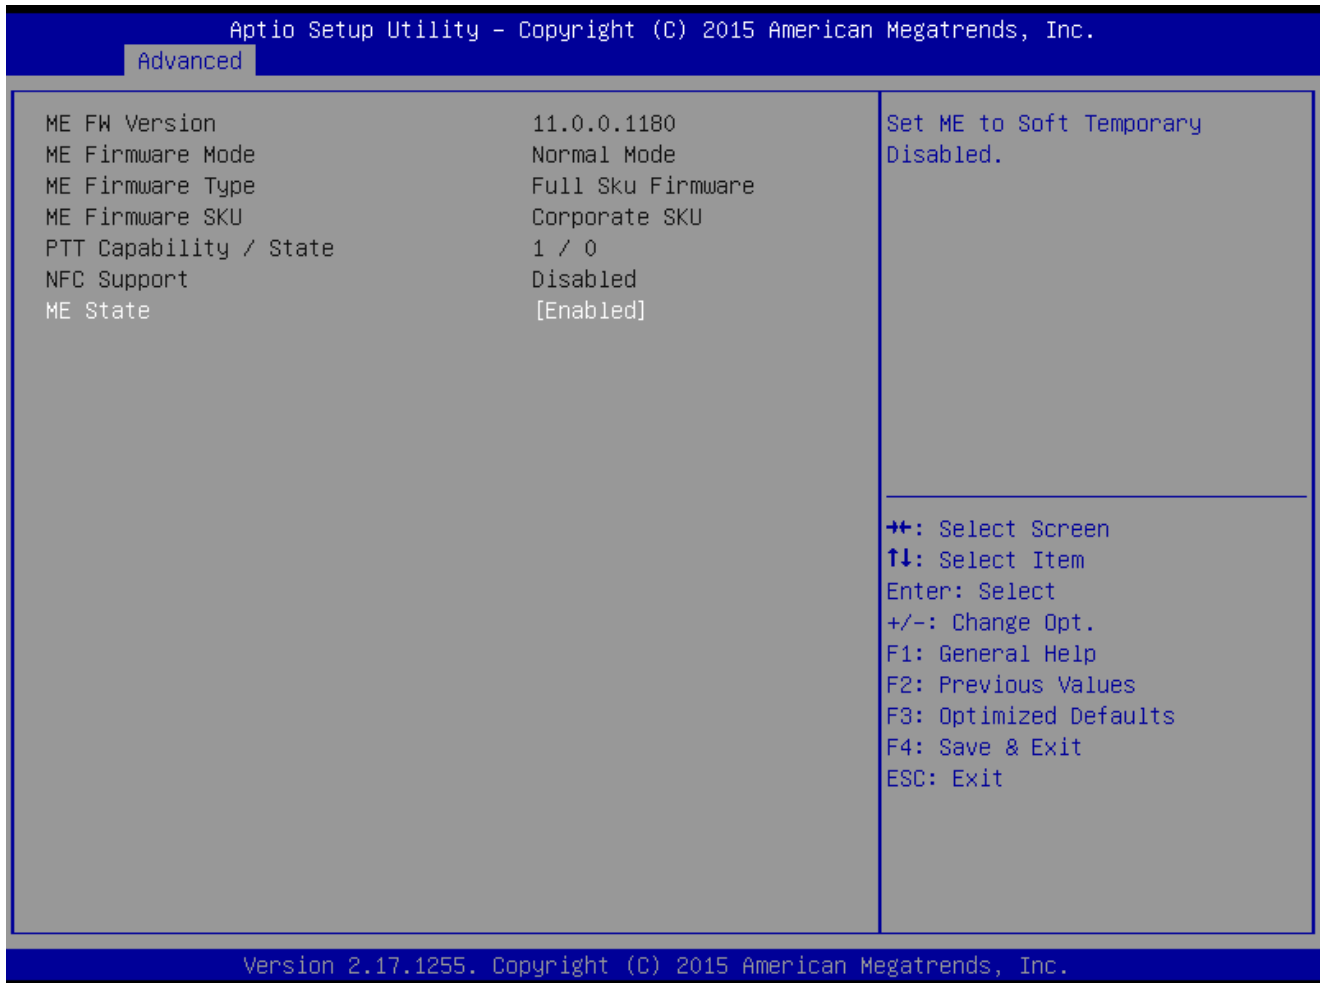 Aptio Setup Utility – Copyright (C) 2015 American Megatrends, Inc.
Advanced
ME FW Version 11.0.0.1180
ME Firmware Mode Normal Mode
ME Firmware Type Full Sku Firmware
ME Firmware SKU Corporate SKU
PTT Capability / State 1 / 0
NFC Support Disabled
ME State [Enabled]
Set ME to Soft Temporary
Disabled.
→←: Select Screen
↑↓: Select Item
Enter: Select
+/-: Change Opt.
F1: General Help
F2: Previous Values
F3: Optimized Defaults
F4: Save & Exit
ESC: Exit
Version 2.17.1255. Copyright (C) 2015 American Megatrends, Inc.